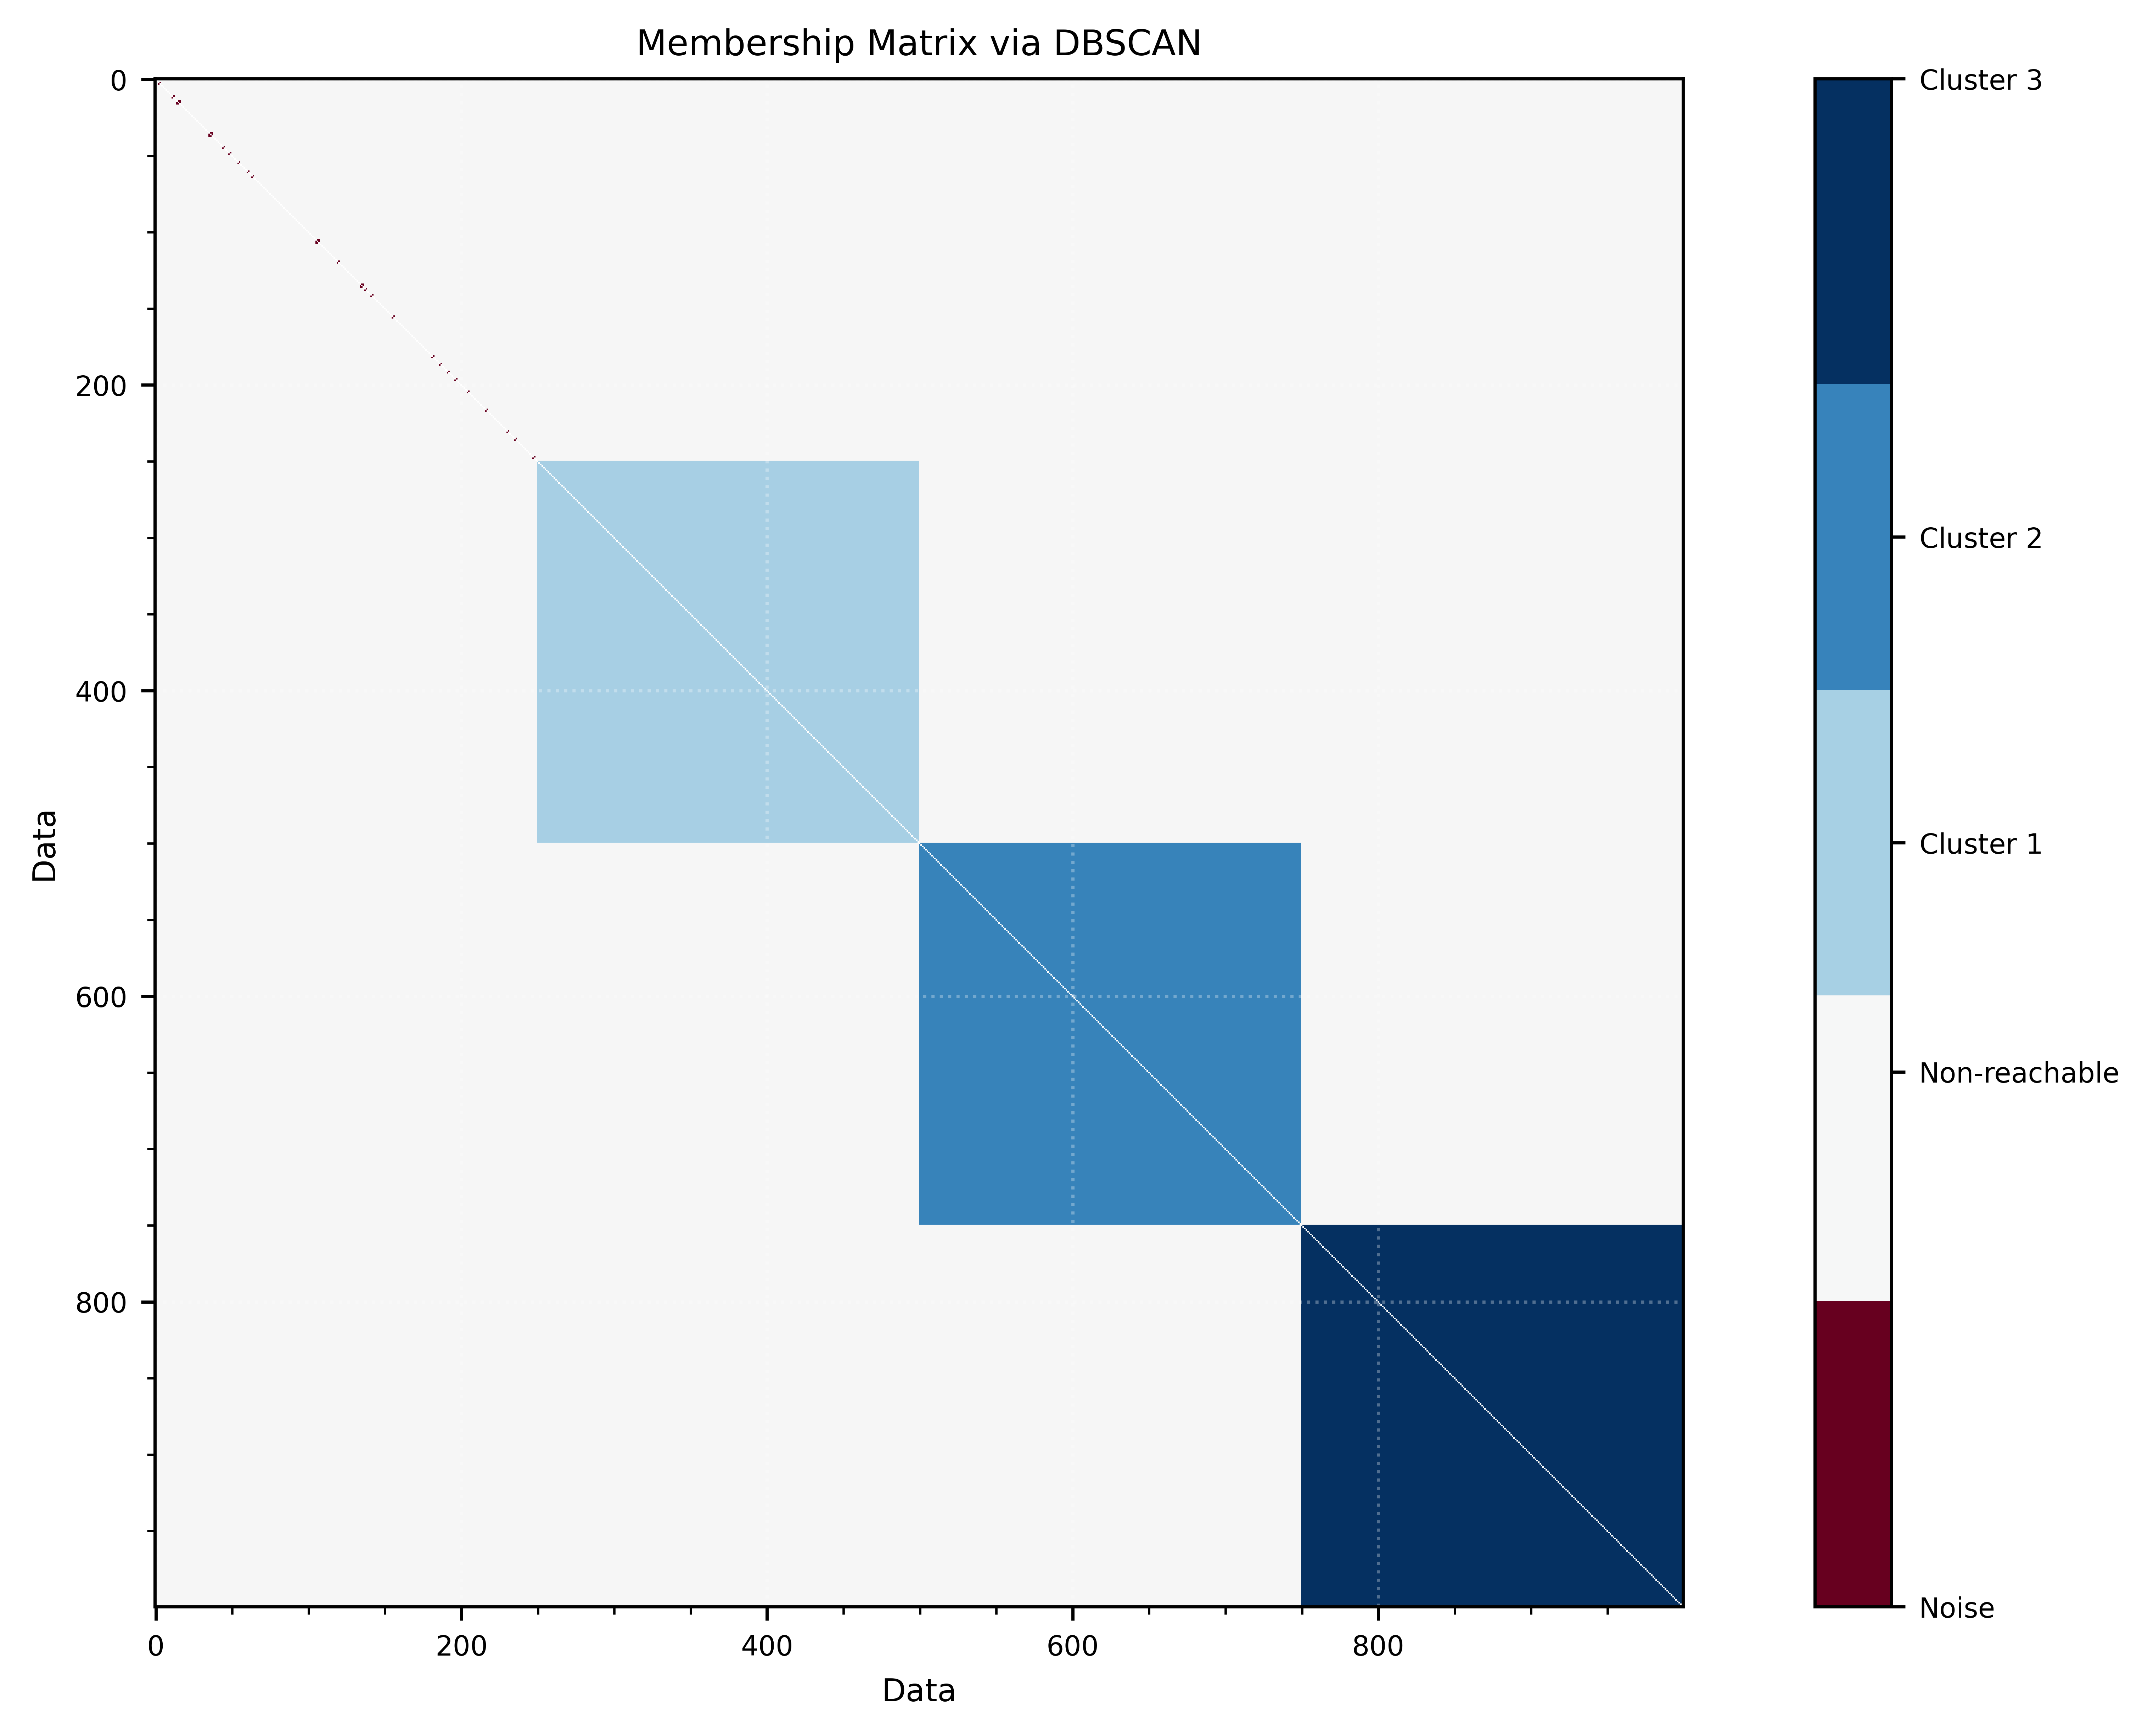 Membership Matrix via DBSCAN
0
200
400
600
800
Data
0
200
400
600
800
Data
Cluster 3
Cluster 2
Cluster 1
Non-reachable
Noise